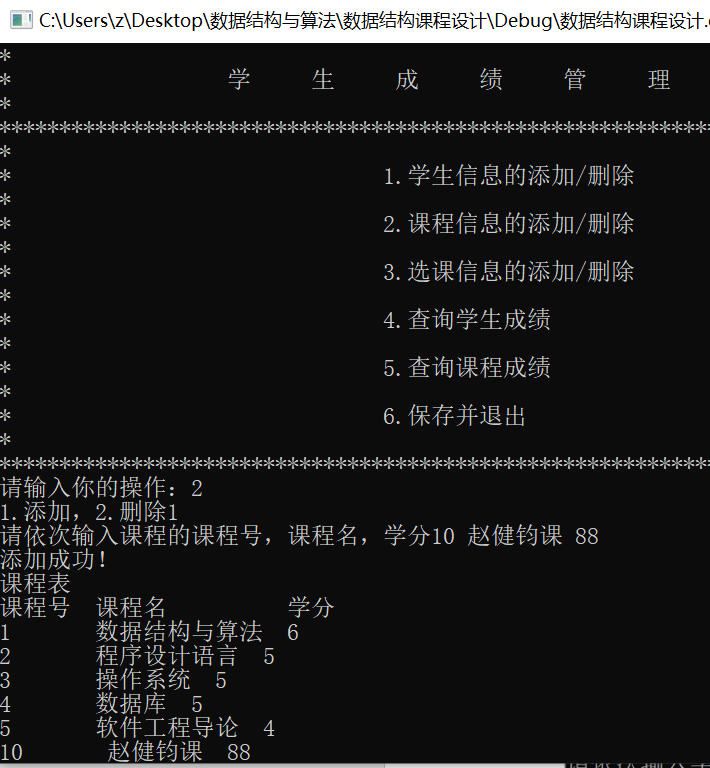 C:\Users\z\Desktop\数据结构与算法\数据结构课程设计\Debug\数据结构课程设计.
*
* 学 生 成 绩 管 理
*
***********************************************************
*
* 1.学生信息的添加/删除
*
* 2.课程信息的添加/删除
*
* 3.选课信息的添加/删除
*
* 4.查询学生成绩
*
* 5.查询课程成绩
*
* 6.保存并退出
*
***********************************************************
请输入你的操作：2
1.添加，2.删除1
请依次输入课程的课程号，课程名，学分10 赵健钧课 88
添加成功!
课程表
课程号 课程名 学分
1 数据结构与算法 6
2 程序设计语言 5
3 操作系统 5
4 数据库 5
5 软件工程导论 4
10 赵健钧课 88